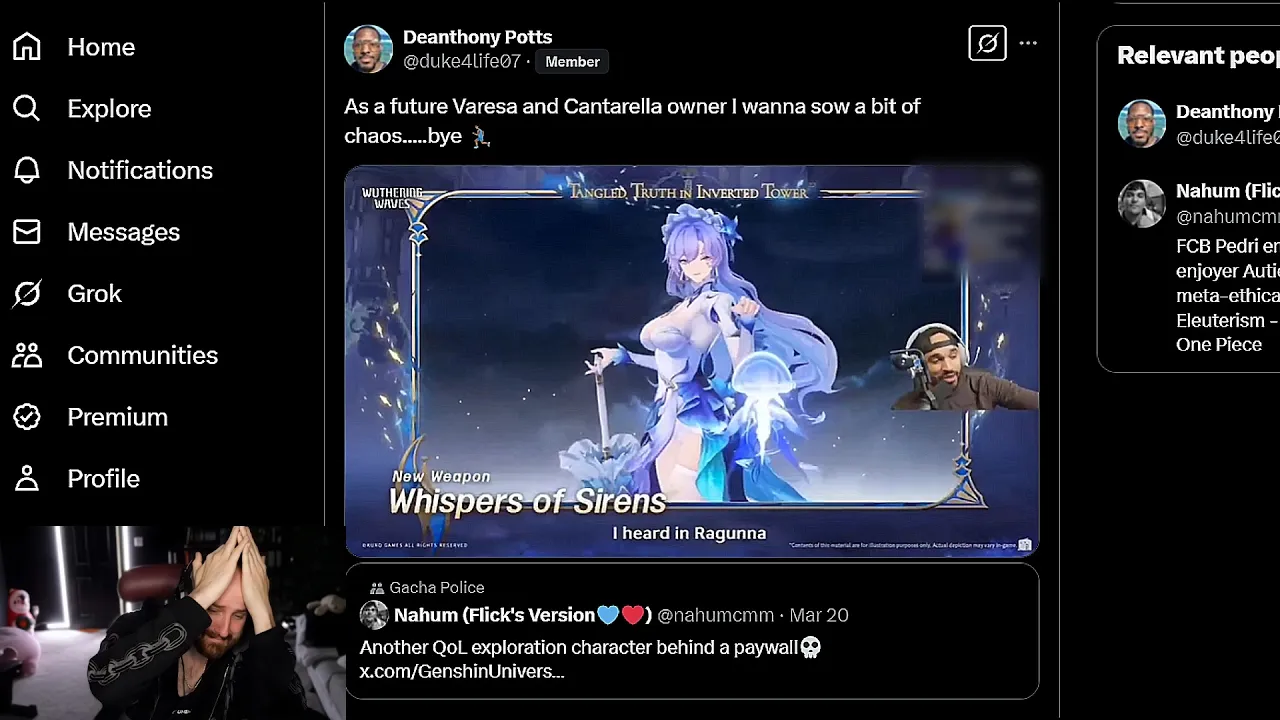 Home
Explore
Notifications
Messages
Grok
Communities
Premium
Profile
Deanthony Potts
@duke4life07 · Member
As a future Varesa and Cantarella owner I wanna sow a bit of
chaos.....bye 🏃
WUTHERING
WAVES
TANGLED TRUTH IN INVERTED TOWER
New Weapon
Whispers of Sirens
I heard in Ragunna
©KURO GAMES ALL RIGHTS RESERVED
*Contents of this material are for illustration purposes only. Actual depiction may vary in-game.
Gacha Police
Nahum (Flick's Version🩵❤️) @nahumcmm · Mar 20
Another QoL exploration character behind a paywall💀
x.com/GenshinUnivers...
Relevant peop
Deanthony
@duke4life0
Nahum (Flic
@nahumcm
FCB Pedri en
enjoyer Auti
meta-ethica
Eleuterism -
One Piece